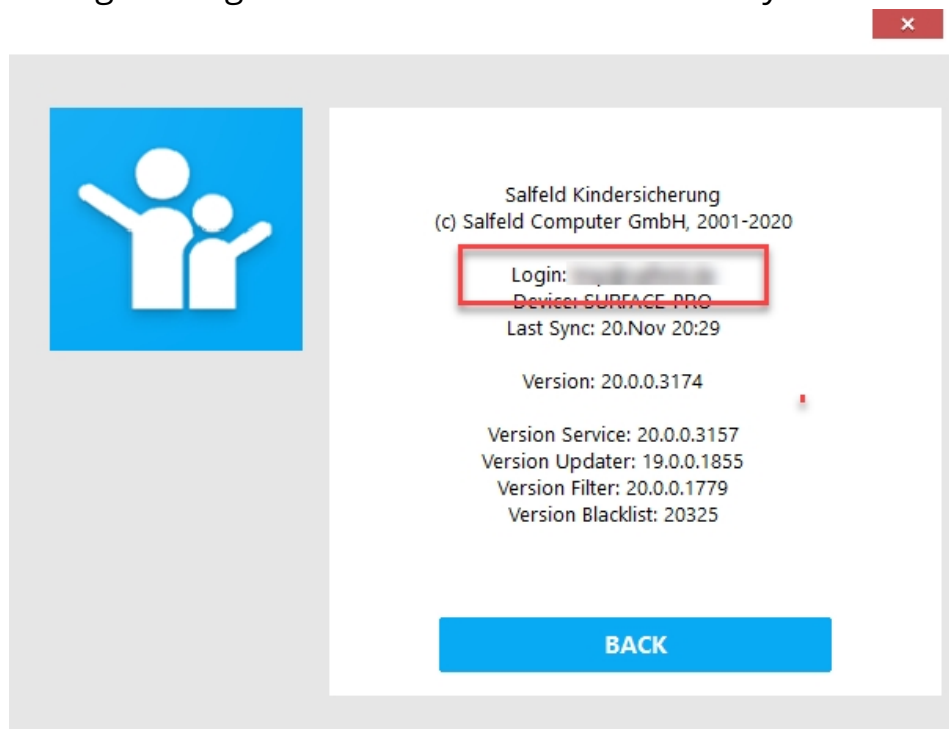 Salfeld Kindersicherung
(c) Salfeld Computer GmbH, 2001-2020
Login:
Device: SURFACE-PRO
Last Sync: 20.Nov 20:29
Version: 20.0.0.3174
Version Service: 20.0.0.3157
Version Updater: 19.0.0.1855
Version Filter: 20.0.0.1779
Version Blacklist: 20325
BACK